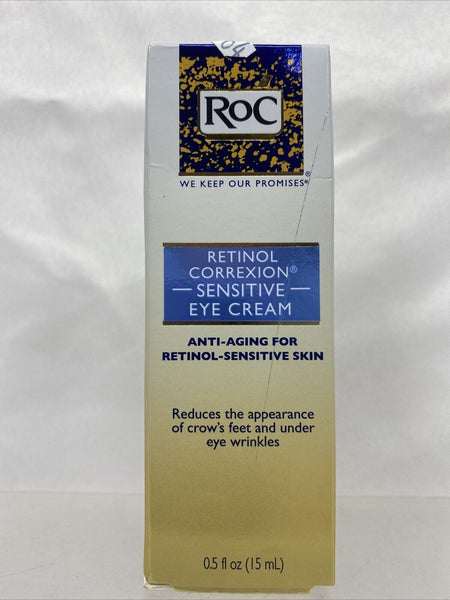 04
RoC
WE KEEP OUR PROMISES®
RETINOL
CORREXION®
SENSITIVE
EYE CREAM
ANTI-AGING FOR
RETINOL-SENSITIVE SKIN
Reduces the appearance
of crow's feet and under
eye wrinkles
0.5 fl oz (15 mL)